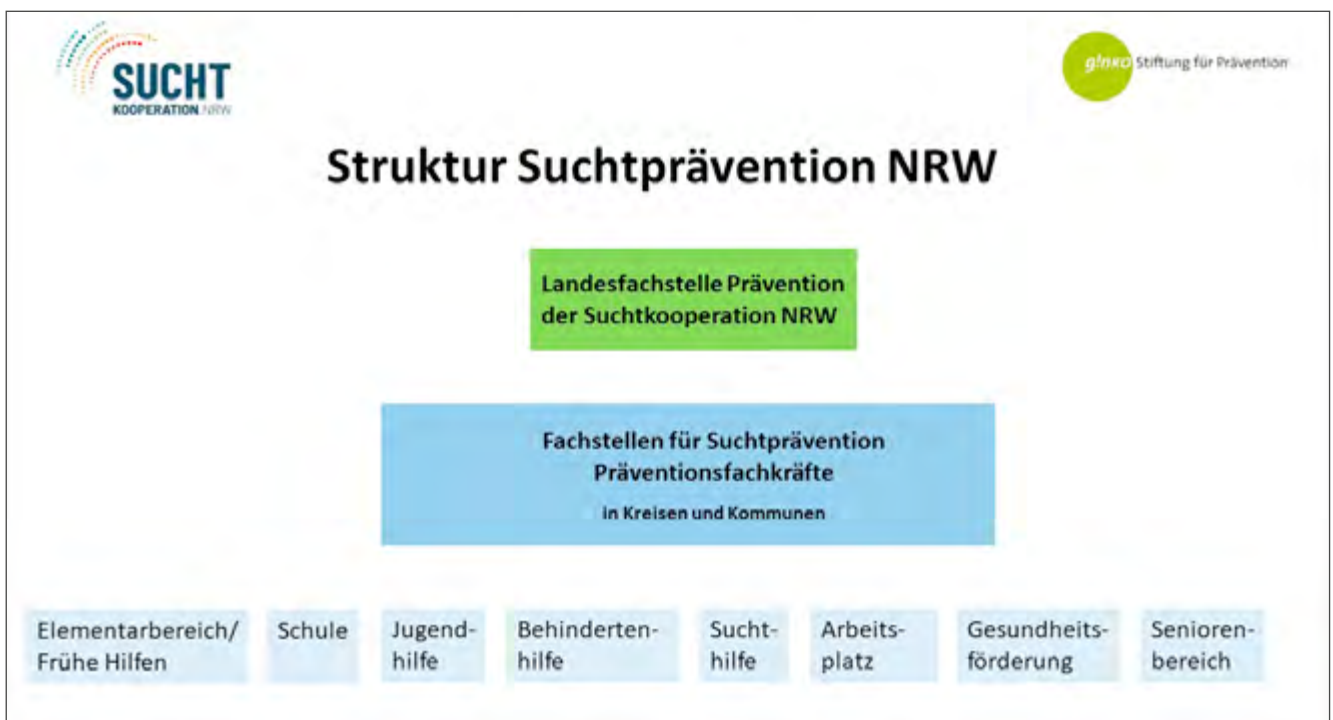 SUCHT
KOOPERATION NRW
ginko Stiftung für Prävention
Struktur Suchtprävention NRW
Landesfachstelle Prävention
der Suchtkooperation NRW
Fachstellen für Suchtprävention
Präventionsfachkräfte
in Kreisen und Kommunen
Elementarbereich/
Frühe Hilfen
Schule
Jugend-
hilfe
Behinderten-
hilfe
Sucht-
hilfe
Arbeits-
platz
Gesundheits-
förderung
Senioren-
bereich